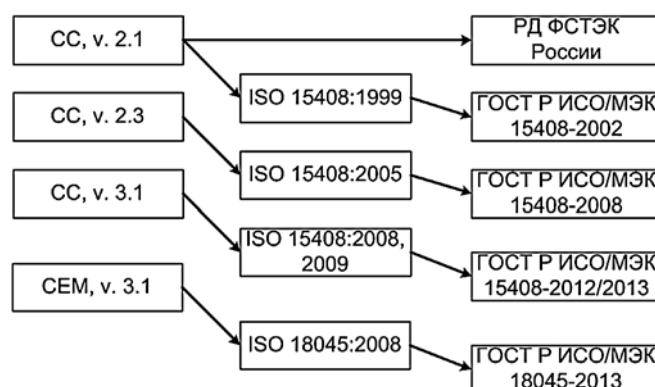 CC, v. 2.1
РД ФСТЭК
России
ISO 15408:1999
ГОСТ Р ИСО/МЭК
15408-2002
CC, v. 2.3
ISO 15408:2005
ГОСТ Р ИСО/МЭК
15408-2008
CC, v. 3.1
ISO 15408:2008,
2009
ГОСТ Р ИСО/МЭК
15408-2012/2013
CEM, v. 3.1
ISO 18045:2008
ГОСТ Р ИСО/МЭК
18045-2013